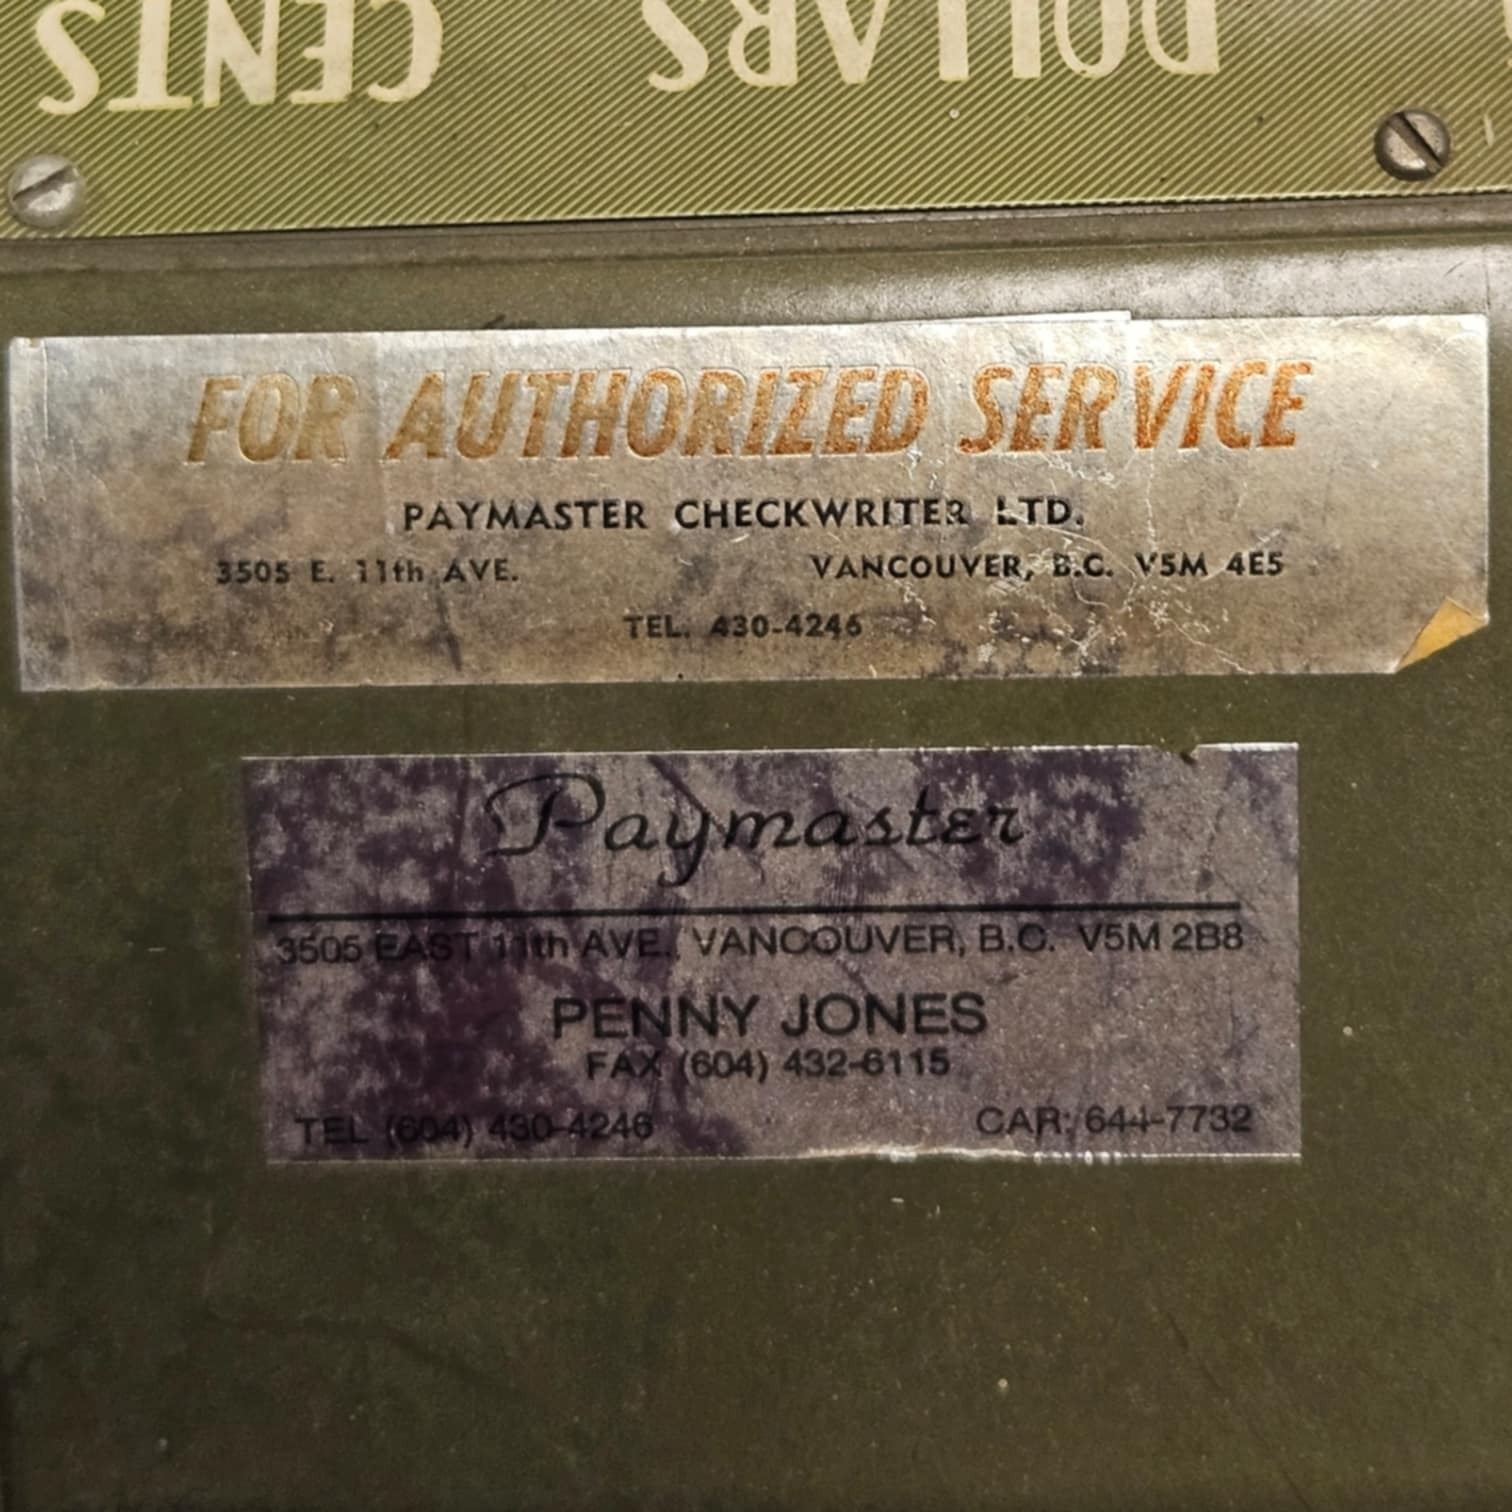 CENTS DOLLARS
FOR AUTHORIZED SERVICE
PAYMASTER CHECKWRITER LTD.
3505 E. 11th AVE. VANCOUVER, B.C. V5M 4E5
TEL. 430-4246
Paymaster
3505 EAST 11th AVE., VANCOUVER, B.C. V5M 2B8
PENNY JONES
FAX (604) 432-6115
TEL (604) 430-4246 CAR: 644-7732